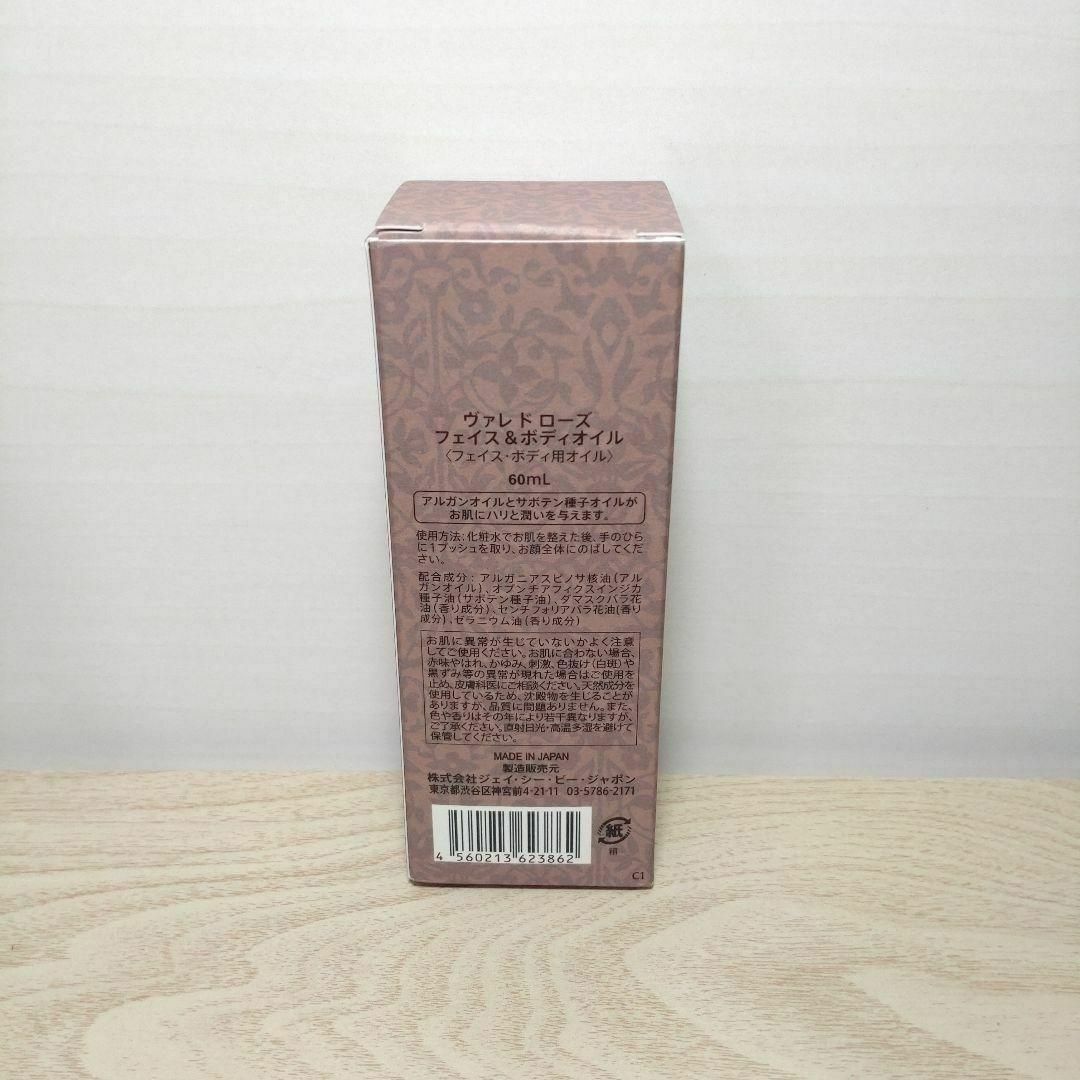 ヴァレド ローズ
フェイス&ボディオイル
〈フェイス・ボディ用オイル〉
60mL
アルガンオイルとサボテン種子オイルが
お肌にハリと潤いを与えます。
使用方法:化粧水でお肌を整えた後、手のひら
に1プッシュを取り、お顔全体にのばしてくだ
さい。
配合成分:アルガニアスピノサ核油(アル
ガンオイル)、オプンチアフィクスインジカ
種子油(サボテン種子油)、ダマスクバラ花
油(香り成分)、センチフォリアバラ花油(香り
成分)、ゼラニウム油(香り成分)
お肌に異常が生じていないかよく注意
してご使用ください。お肌に合わない場合、
赤味やはれ、かゆみ、刺激、色抜け(白斑)や
黒ずみ等の異常が現れた場合はご使用を
止め、皮膚科医にご相談ください。天然成分を
使用しているため、沈殿物を生じることが
ありますが、品質に問題ありません。また、
色や香りはその年により若干異なりますが、
ご了承ください。直射日光・高温多湿を避けて
保管してください。
MADE IN JAPAN
製造販売元
株式会社ジェイ・シー・ビー・ジャポン
東京都渋谷区神宮前4-21-11 03-5786-2171
4 560213 623862
紙
箱
C1